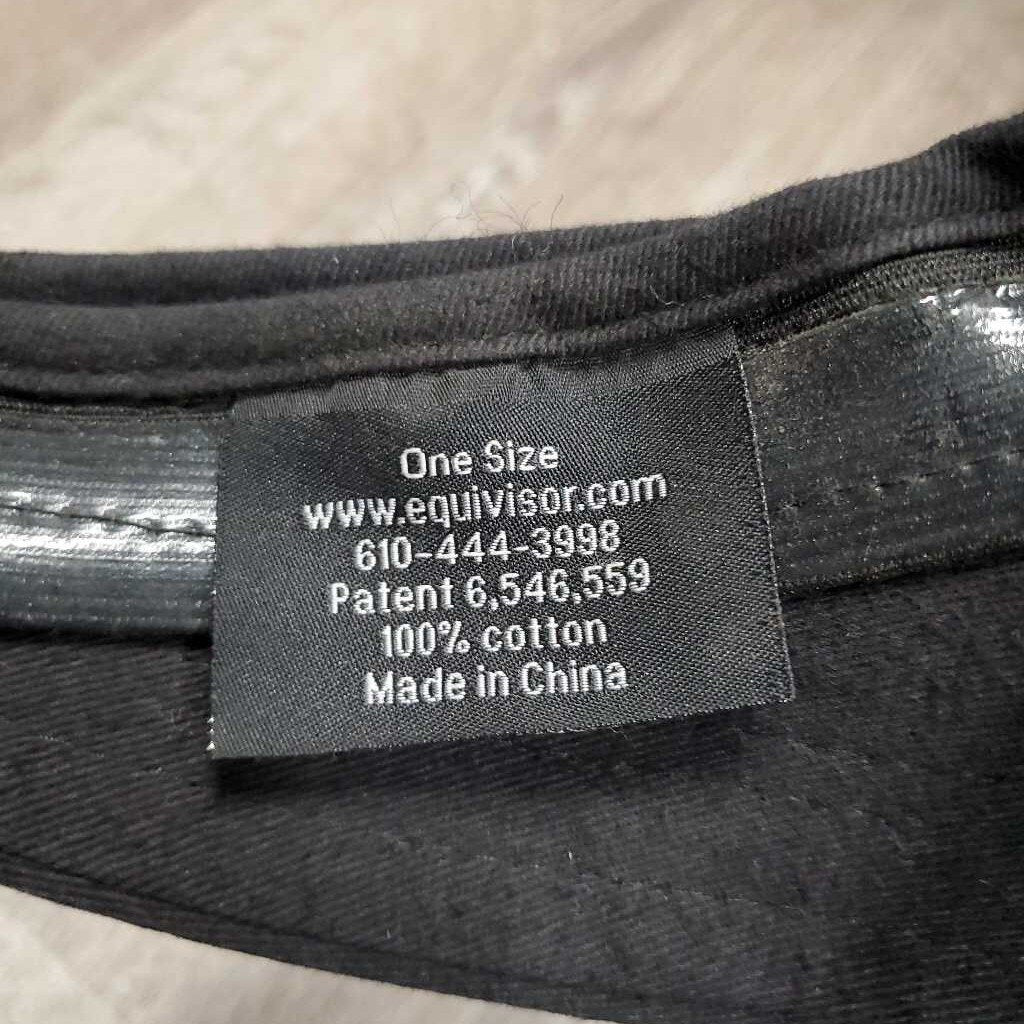 One Size
www.equivisor.com
610-444-3998
Patent 6,546,559
100% cotton
Made in China